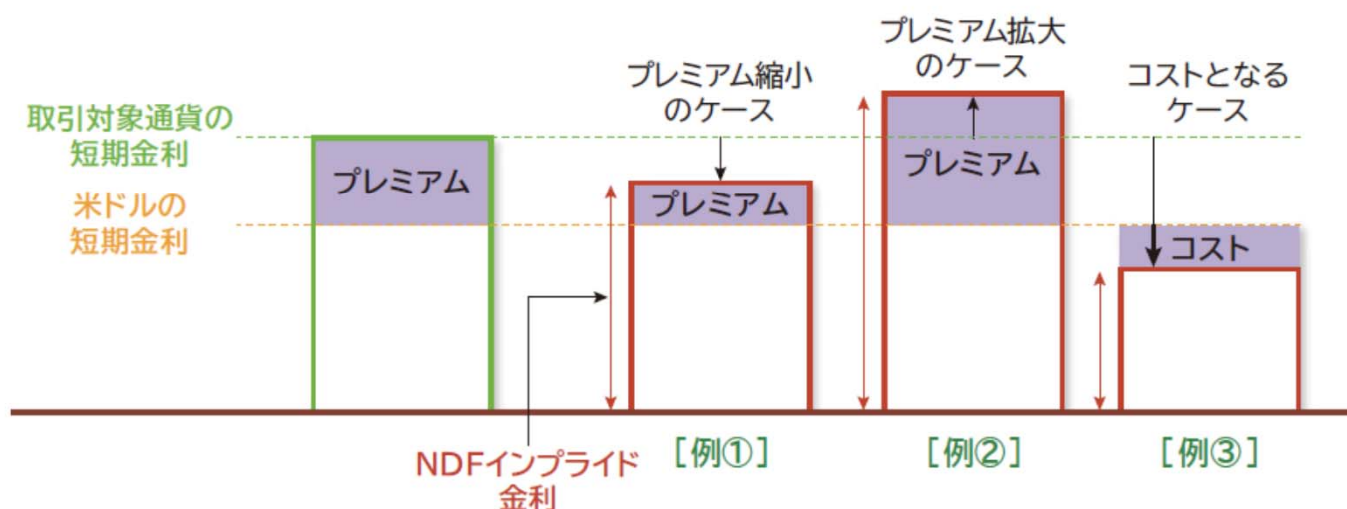 プレミアム縮小
のケース
プレミアム拡大
のケース
コストとなる
ケース
取引対象通貨の
短期金利
米ドルの
短期金利
プレミアム
プレミアム
プレミアム
コスト
NDFインプライド
金利
［例①］
［例②］
［例③］